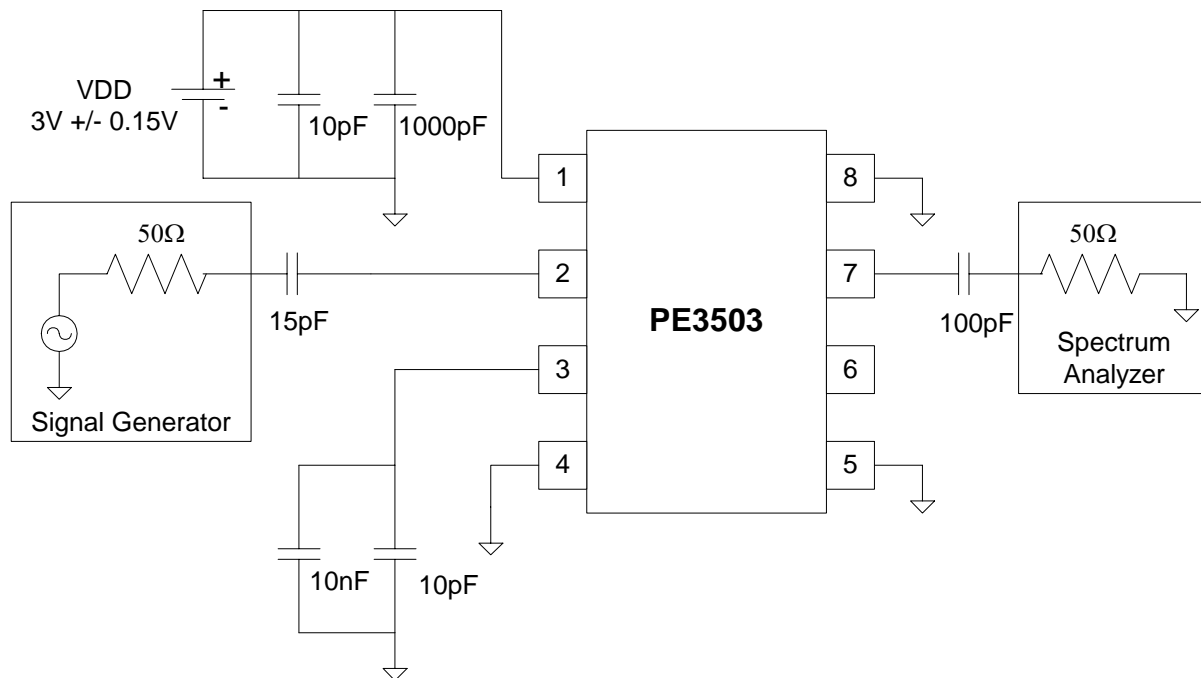 VDD
3V +/- 0.15V
+
-
10pF
1000pF
50Ω
15pF
Signal Generator
1
2
3
4
10nF
10pF
PE3503
8
7
6
5
100pF
50Ω
Spectrum
Analyzer